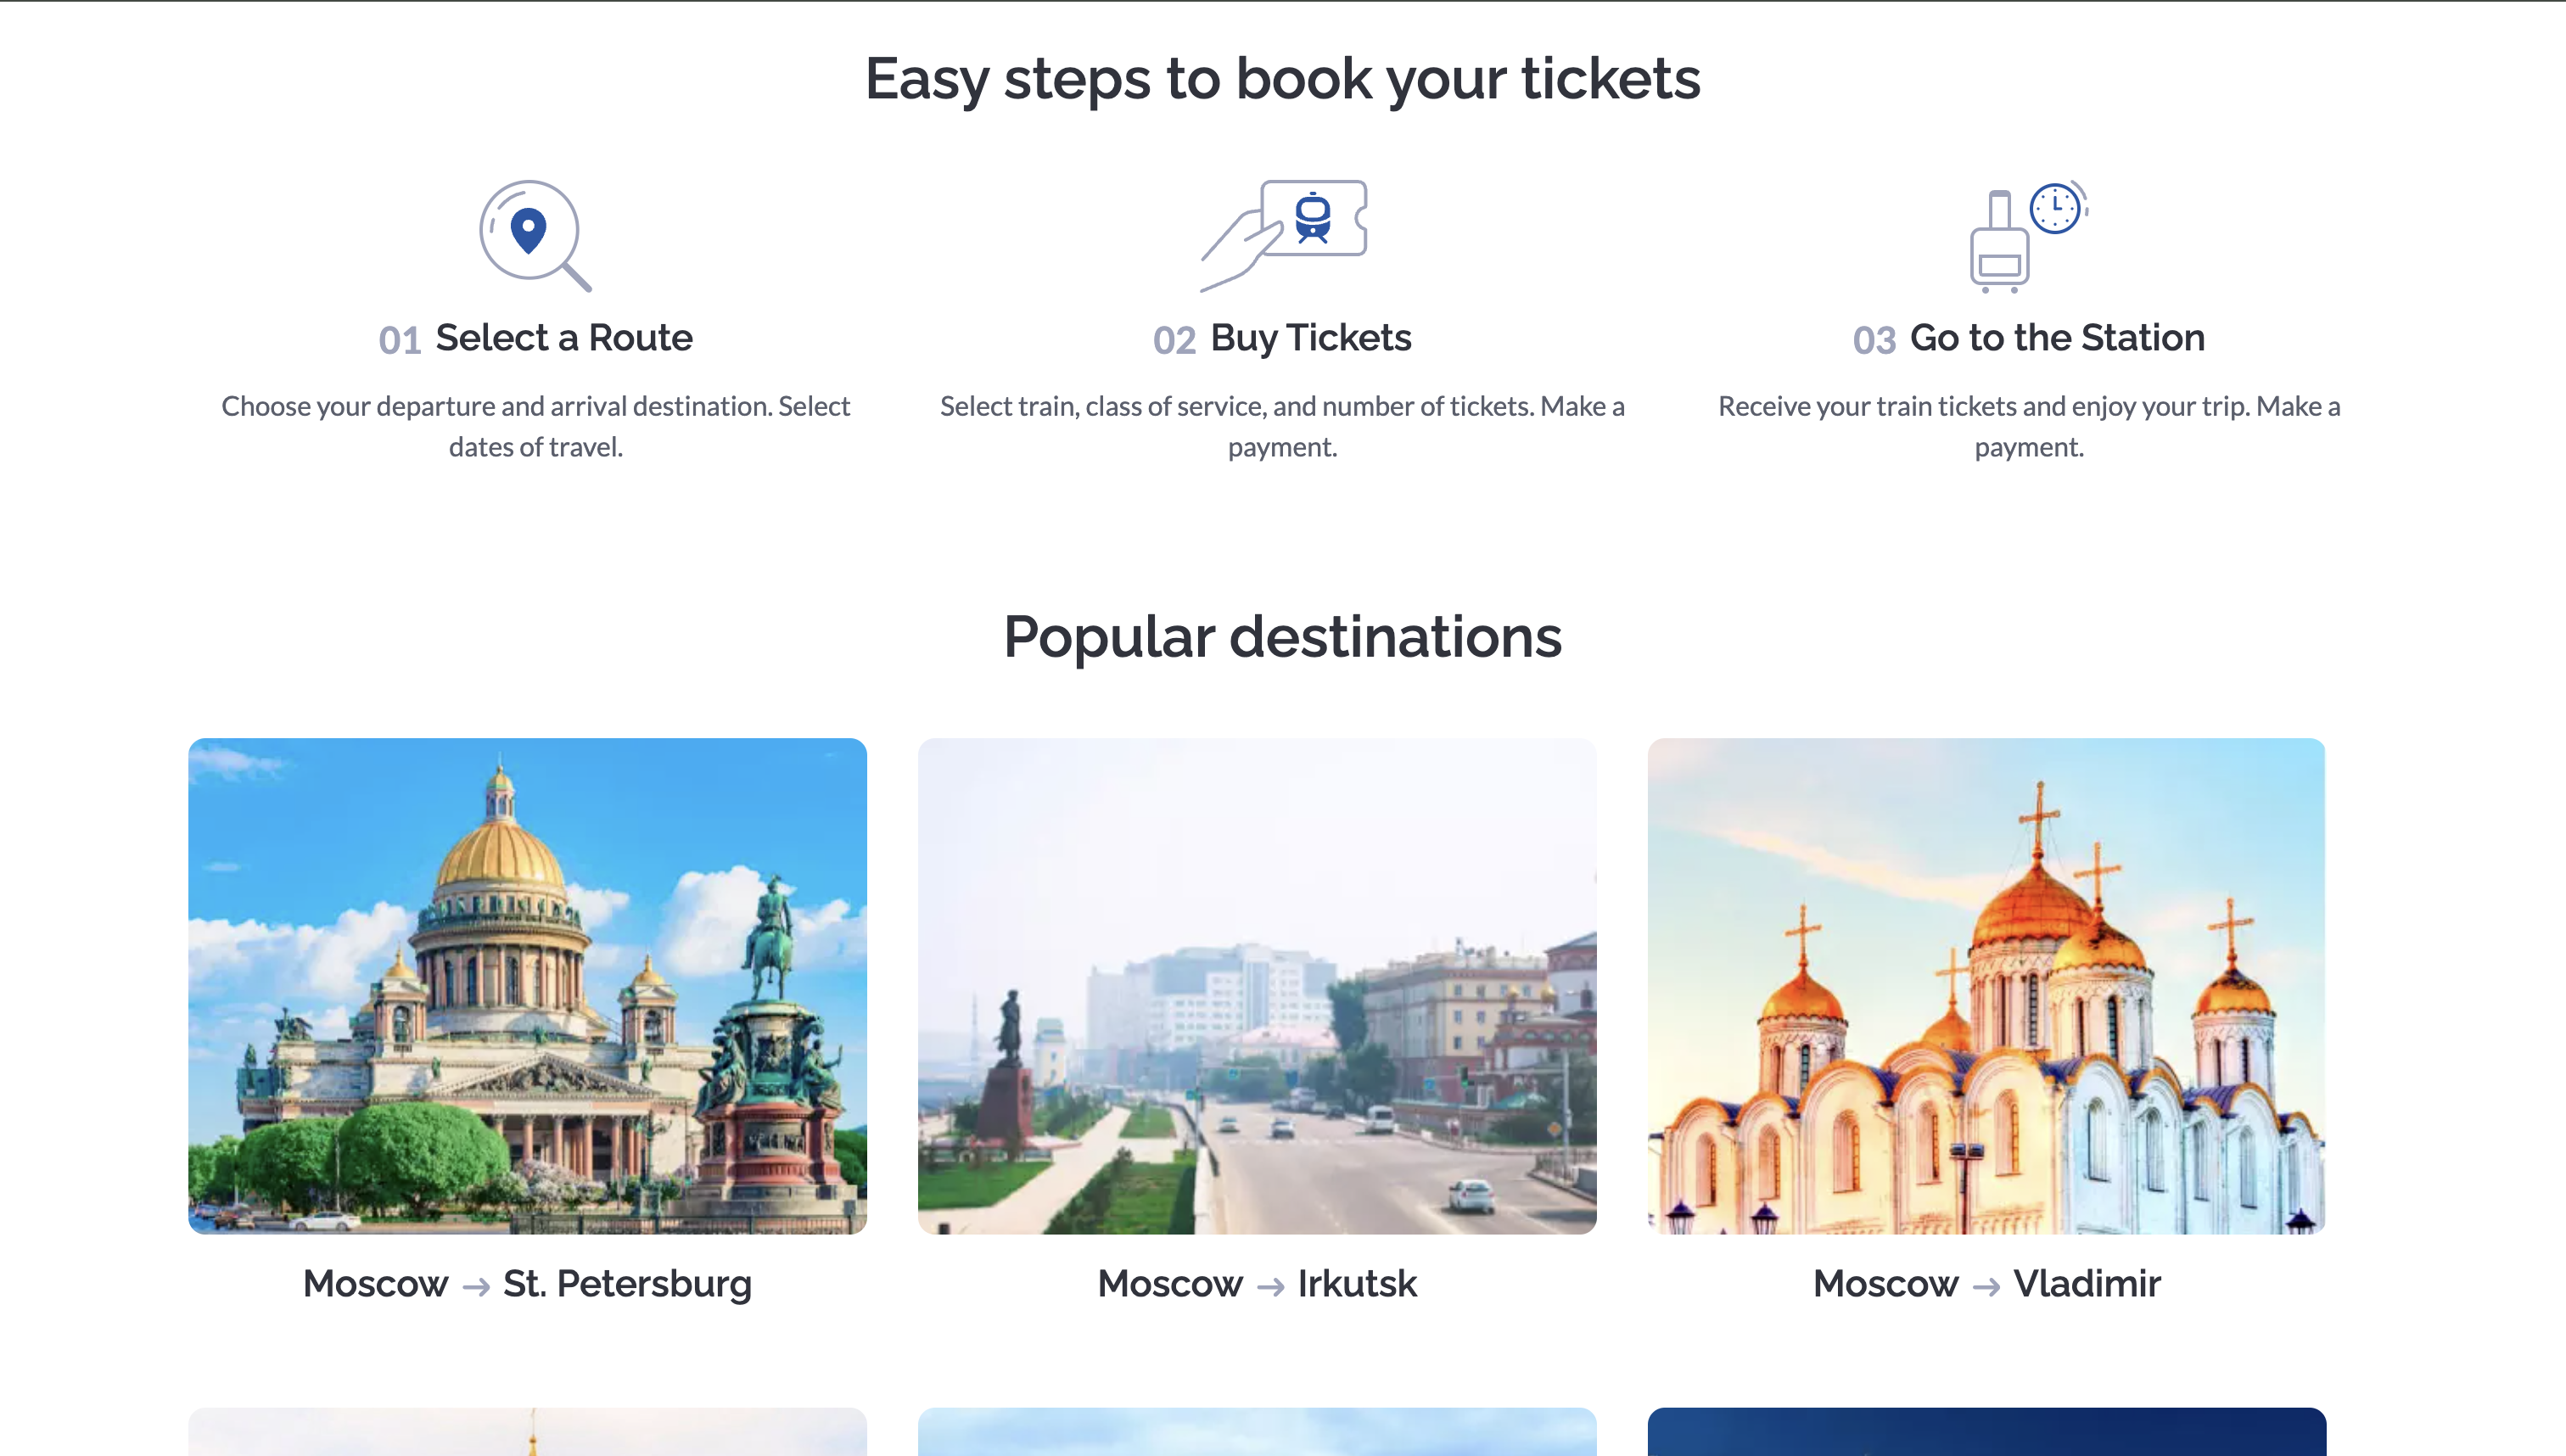 Easy steps to book your tickets
01 Select a Route
Choose your departure and arrival destination. Select
dates of travel.
02 Buy Tickets
Select train, class of service, and number of tickets. Make a
payment.
03 Go to the Station
Receive your train tickets and enjoy your trip. Make a
payment.
Popular destinations
Moscow → St. Petersburg
Moscow → Irkutsk
Moscow → Vladimir